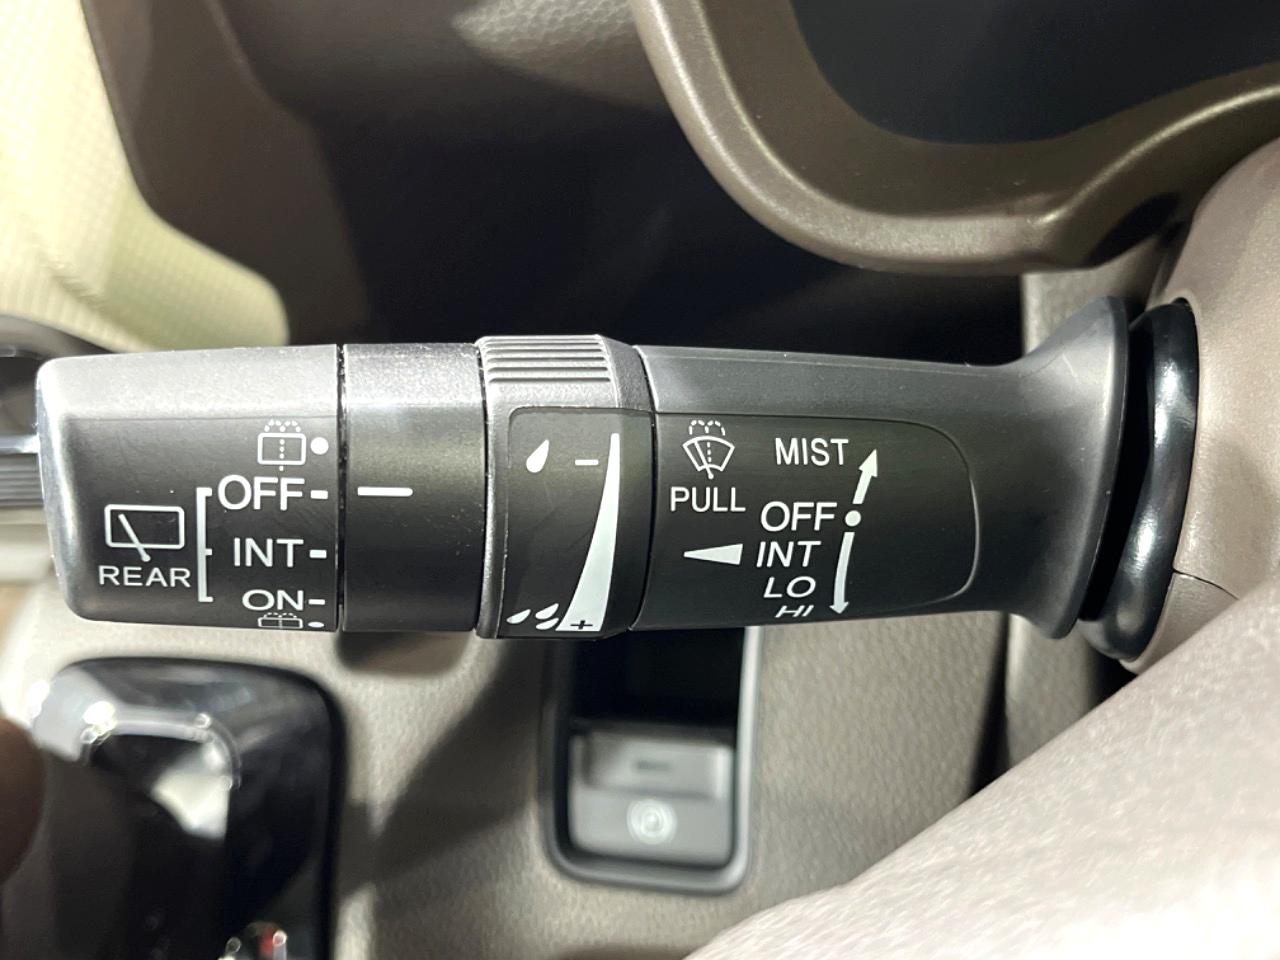 OFF
INT
ON
REAR
−
+
PULL
MIST
OFF
INT
LO
HI
P